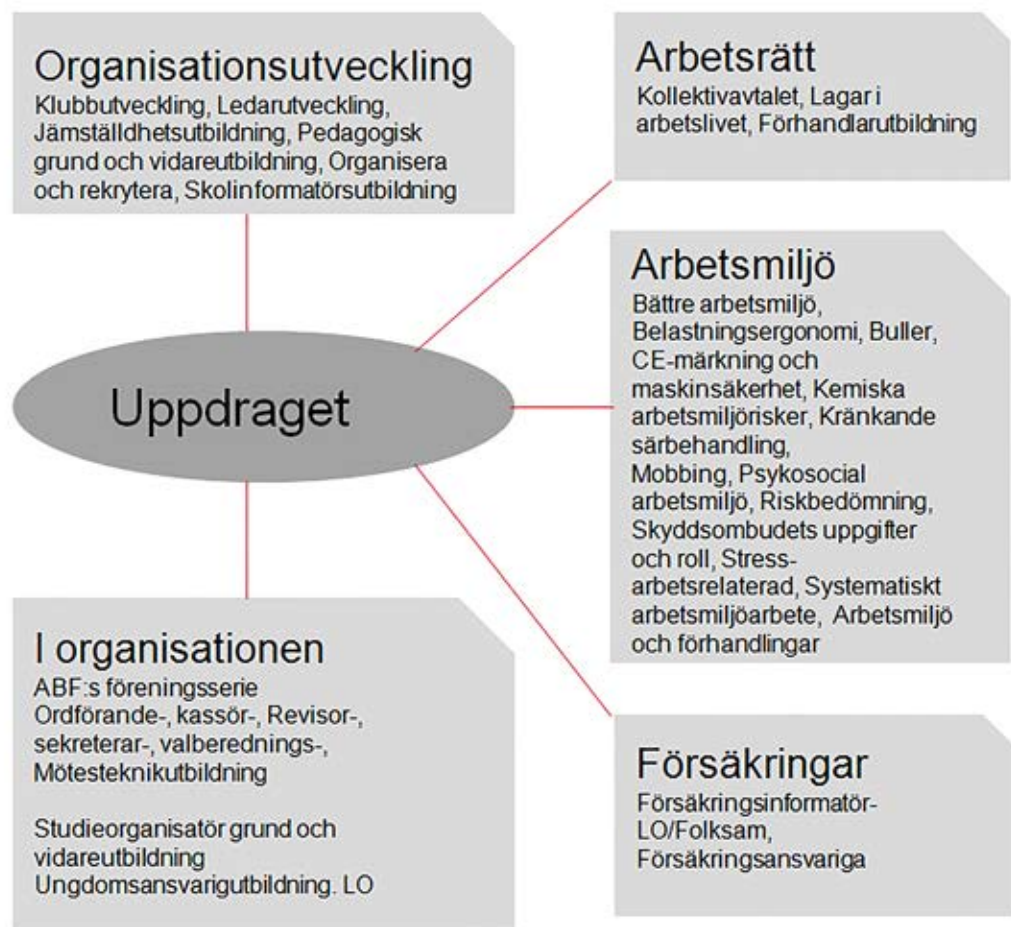 Organisationsutveckling
Klubbutveckling, Ledarutveckling,
Jämställdhetsutbildning, Pedagogisk
grund och vidareutbildning, Organisera
och rekrytera, Skolinformatörsutbildning
Arbetsrätt
Kollektivavtalet, Lagar i
arbetslivet, Förhandlarutbildning
Uppdraget
Arbetsmiljö
Bättre arbetsmiljö,
Belastningsergonomi, Buller,
CE-märkning och
maskinsäkerhet, Kemiska
arbetsmiljörisker, Kränkande
särbehandling,
Mobbing, Psykosocial
arbetsmiljö, Riskbedömning,
Skyddsombudets uppgifter
och roll, Stress-
arbetsrelaterad, Systematiskt
arbetsmiljöarbete, Arbetsmiljö
och förhandlingar
I organisationen
ABF:s föreningsserie
Ordförande-, kassör-, Revisor-,
sekreterar-, valberednings-,
Mötesteknikutbildning
Studieorganisatör grund och
vidareutbildning
Ungdomsansvarigutbildning. LO
Försäkringar
Försäkringsinformatör-
LO/Folksam,
Försäkringsansvariga